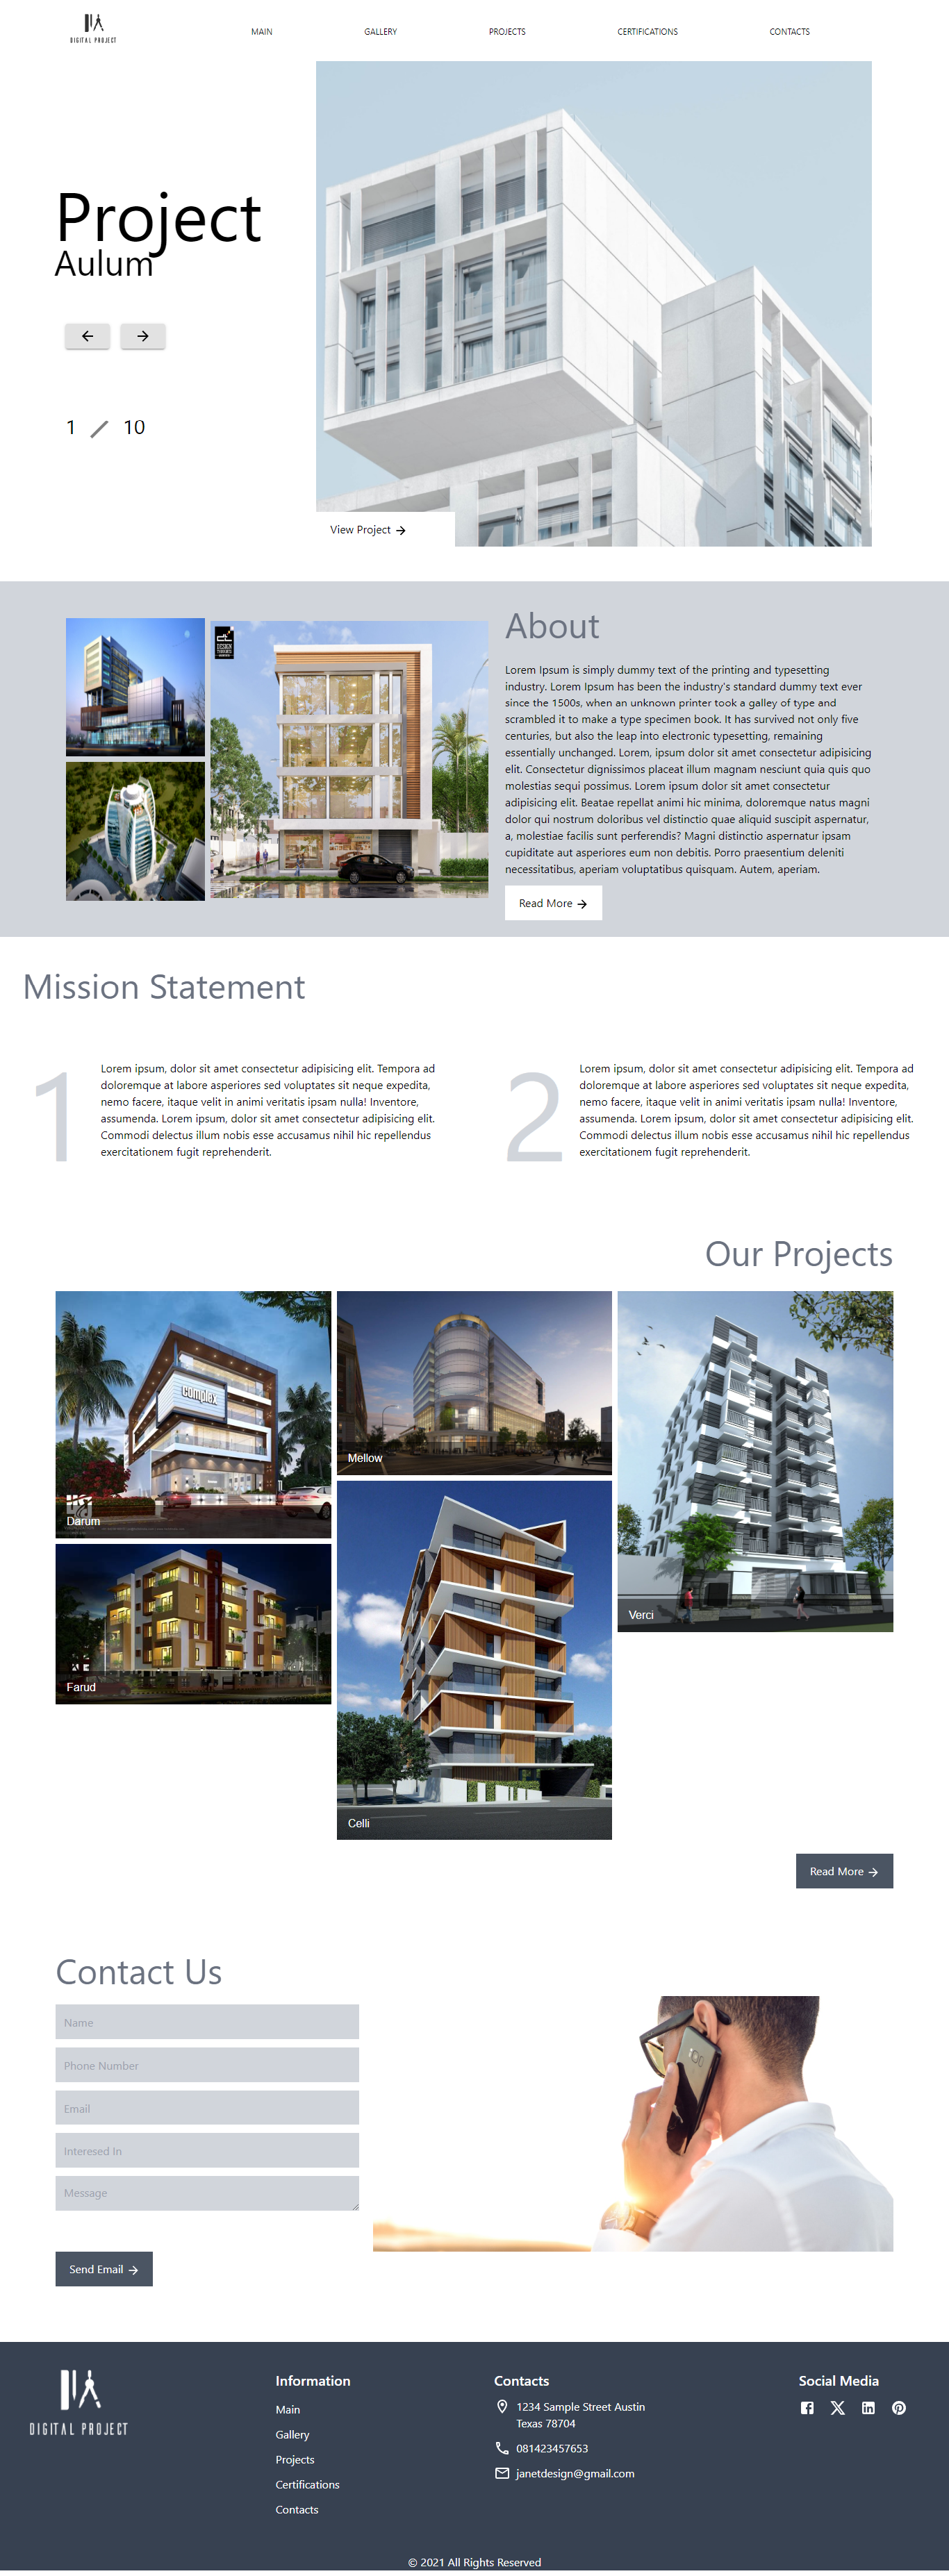 DIGITAL PROJECT
MAIN
GALLERY
PROJECTS
CERTIFICATIONS
CONTACTS
Project
Aulum
1 / 10
View Project
About
Lorem Ipsum is simply dummy text of the printing and typesetting
industry. Lorem Ipsum has been the industry's standard dummy text ever
since the 1500s, when an unknown printer took a galley of type and
scrambled it to make a type specimen book. It has survived not only five
centuries, but also the leap into electronic typesetting, remaining
essentially unchanged. Lorem, ipsum dolor sit amet consectetur adipisicing
elit. Consectetur dignissimos placeat illum magnam nesciunt quia quis quo
molestias sequi possimus. Lorem ipsum dolor sit amet consectetur
adipisicing elit. Beatae repellat animi hic minima, doloremque natus magni
dolor qui nostrum doloribus vel distinctio quae aliquid suscipit aspernatur,
a, molestiae facilis sunt perferendis? Magni distinctio aspernatur ipsam
cupiditate aut asperiores eum non debitis. Porro praesentium deleniti
necessitatibus, aperiam voluptatibus quisquam. Autem, aperiam.
Read More
Mission Statement
1
Lorem ipsum, dolor sit amet consectetur adipisicing elit. Tempora ad
doloremque at labore asperiores sed voluptates sit neque expedita,
nemo facere, itaque velit in animi veritatis ipsam nulla! Inventore,
assumenda. Lorem ipsum, dolor sit amet consectetur adipisicing elit.
Commodi delectus illum nobis esse accusamus nihil hic repellendus
exercitationem fugit reprehenderit.
2
Lorem ipsum, dolor sit amet consectetur adipisicing elit. Tempora ad
doloremque at labore asperiores sed voluptates sit neque expedita,
nemo facere, itaque velit in animi veritatis ipsam nulla! Inventore,
assumenda. Lorem ipsum, dolor sit amet consectetur adipisicing elit.
Commodi delectus illum nobis esse accusamus nihil hic repellendus
exercitationem fugit reprehenderit.
Our Projects
complex
Darum
Farud
Mellow
Celli
Verci
Read More
Contact Us
Name
Phone Number
Email
Interesed In
Message
Send Email
DIGITAL PROJECT
Information
Main
Gallery
Projects
Certifications
Contacts
Contacts
1234 Sample Street Austin
Texas 78704
081423457653
janetdesign@gmail.com
Social Media
© 2021 All Rights Reserved